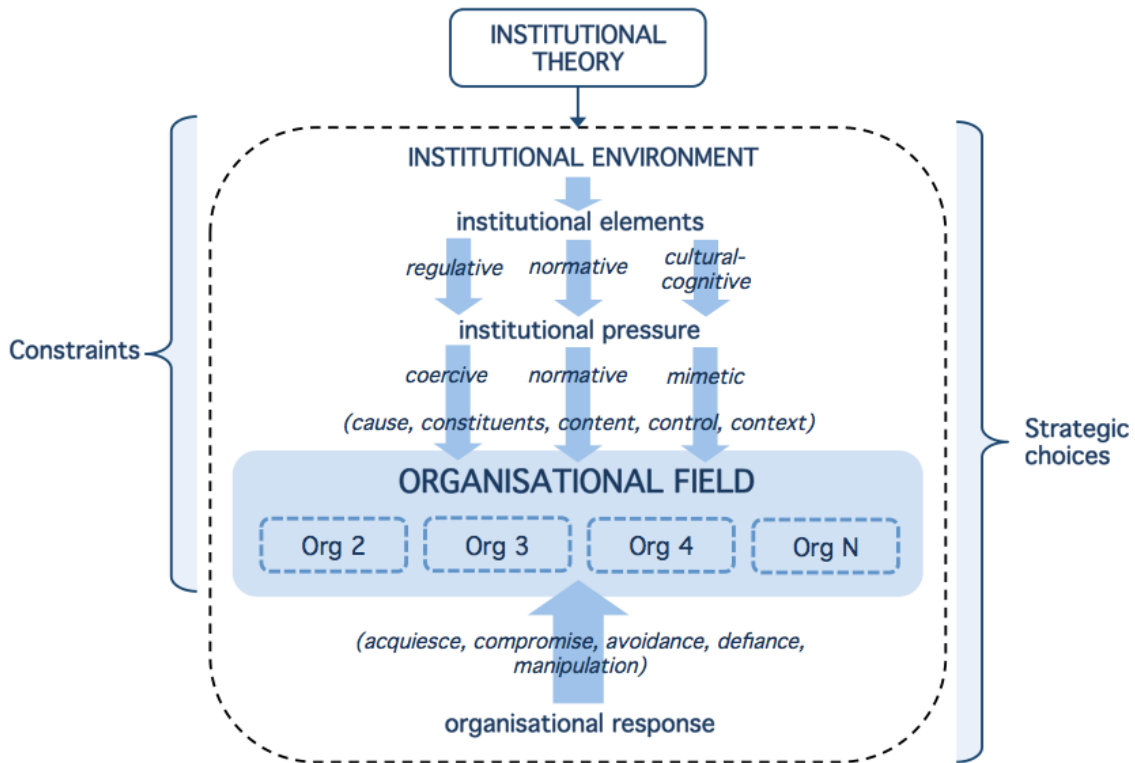 INSTITUTIONAL
THEORY
INSTITUTIONAL ENVIRONMENT
institutional elements
regulative normative cultural-
cognitive
institutional pressure
Constraints
coercive normative mimetic
(cause, constituents, content, control, context)
Strategic
choices
ORGANISATIONAL FIELD
Org 2 Org 3 Org 4 Org N
(acquiesce, compromise, avoidance, defiance,
manipulation)
organisational response